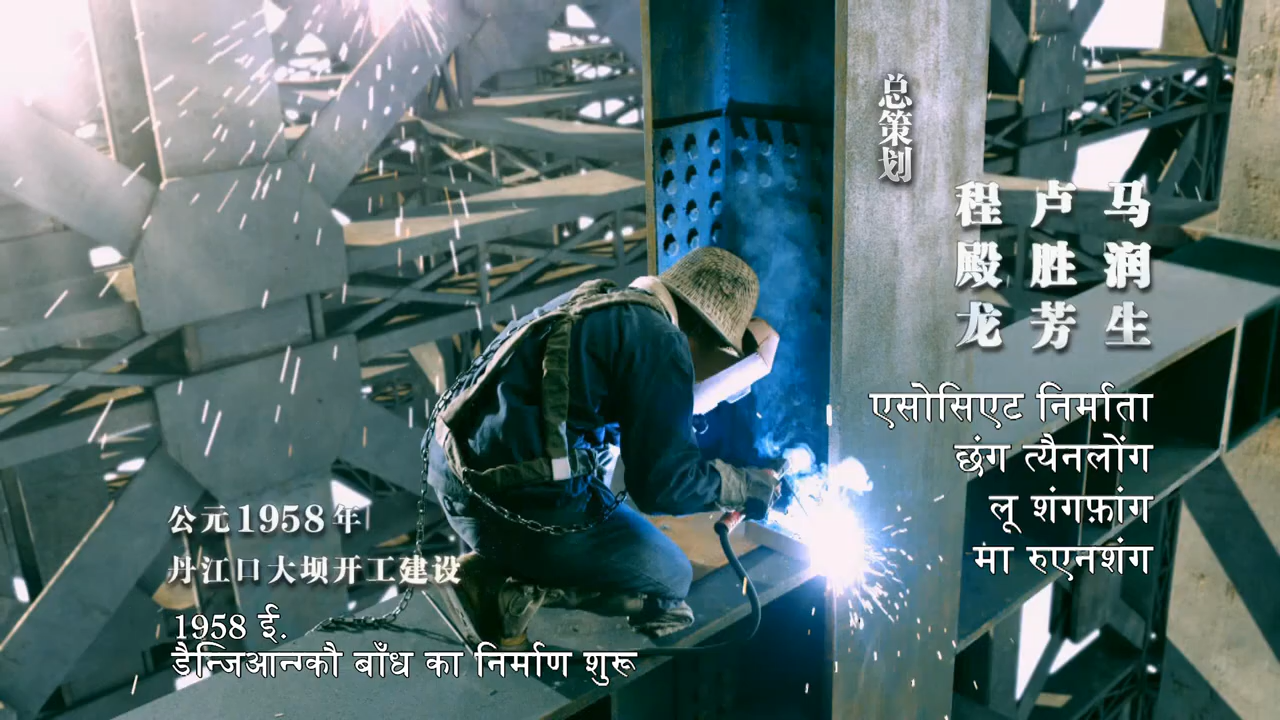 总策划
程殿龙
卢胜芳
马润生
एसोसिएट निर्माता
छंग त्यैनलोंग
लू शंगफ़ांग
मा रुएनशंग
公元1958年
丹江口大坝开工建设
1958 ई.
डैन्जिआन्गकौ बाँध का निर्माण शुरू